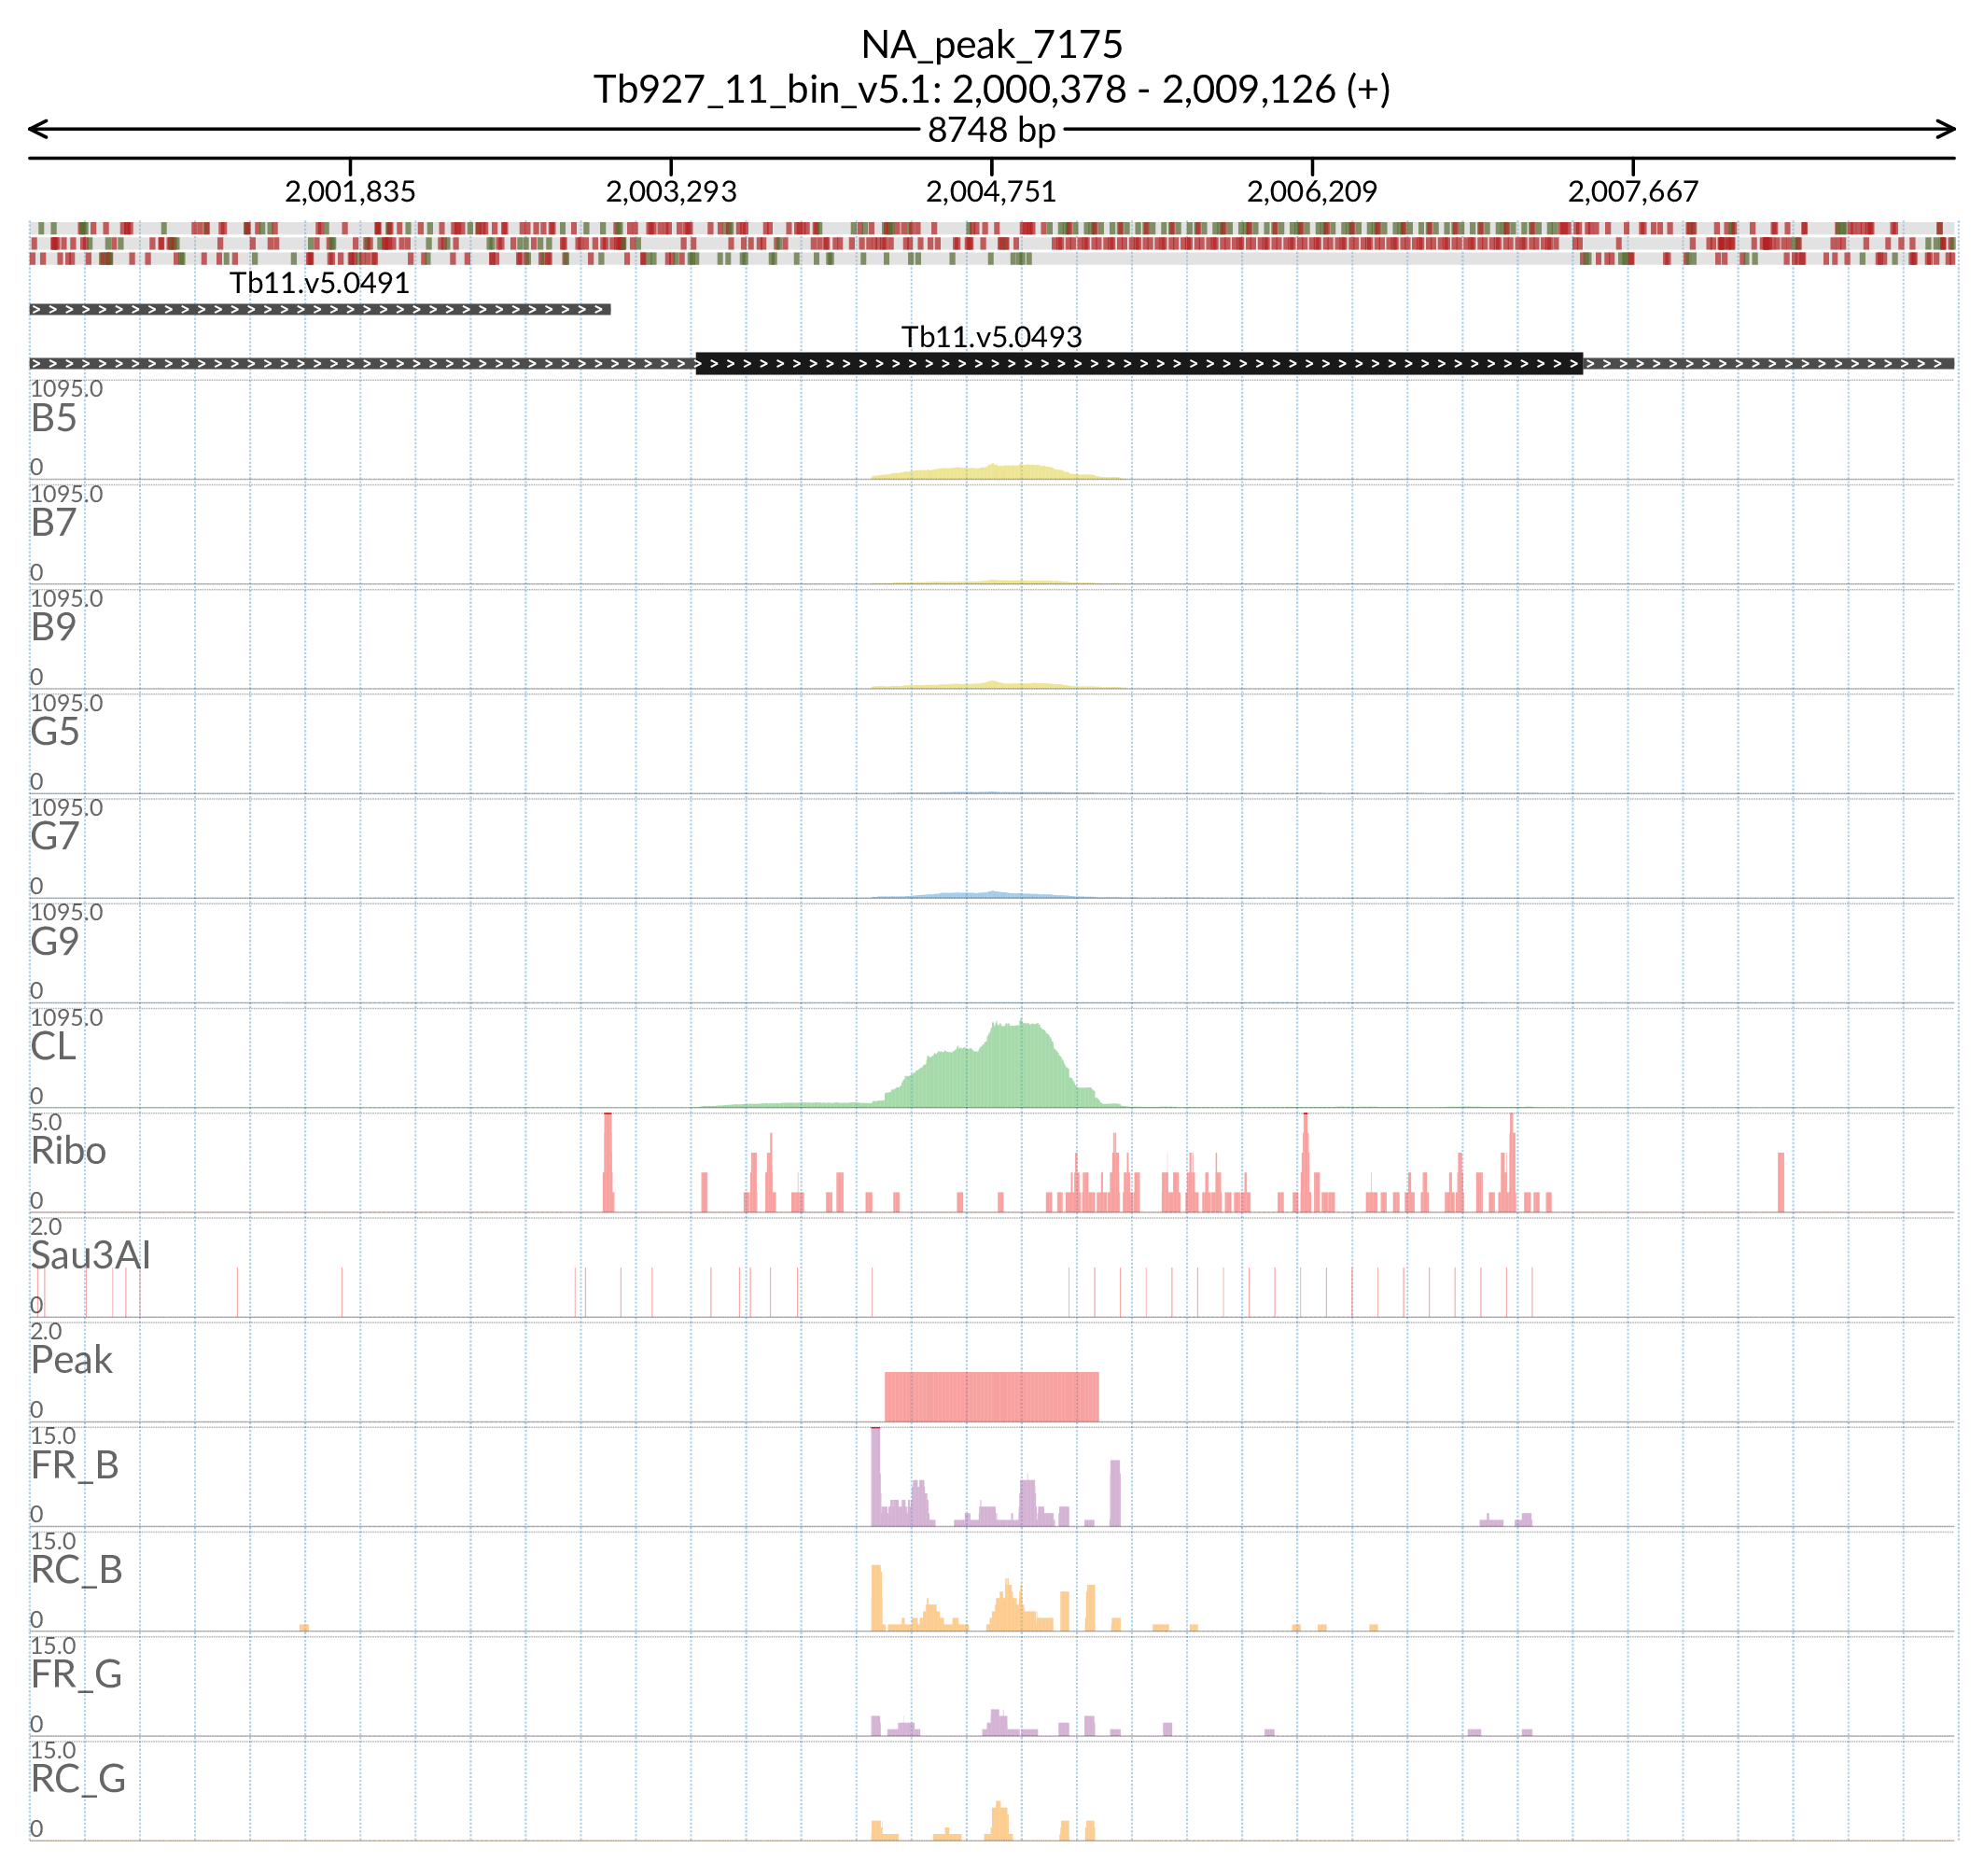 NA_peak_7175
Tb927_11_bin_v5.1: 2,000,378 - 2,009,126 (+)
8748 bp
2,001,835 2,003,293 2,004,751 2,006,209 2,007,667
Tb11.v5.0491
Tb11.v5.0493
1095.0
B5
0
1095.0
B7
0
1095.0
B9
0
1095.0
G5
0
1095.0
G7
0
1095.0
G9
0
1095.0
CL
0
5.0
Ribo
0
2.0
Sau3AI
0
2.0
Peak
0
15.0
FR_B
0
15.0
RC_B
0
15.0
FR_G
0
15.0
RC_G
0